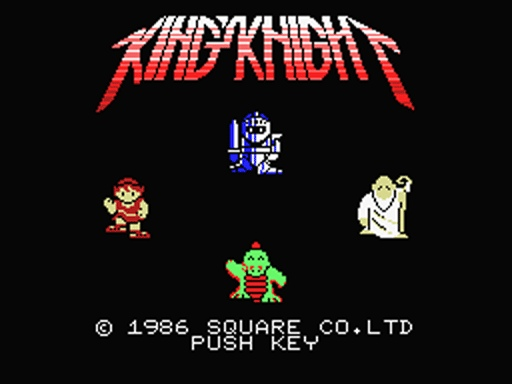 KING'S KNIGHT
© 1986 SQUARE CO.LTD
PUSH KEY